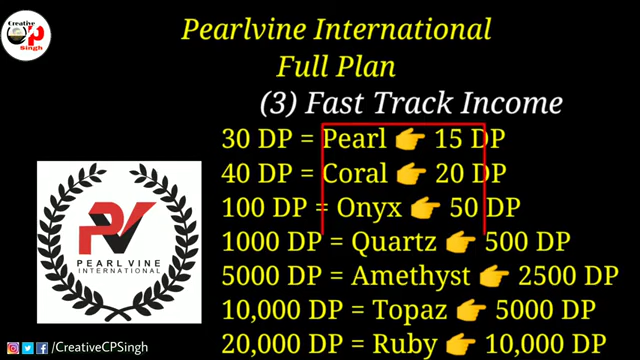 Creative
CP
Singh
Pearlvine International
Full Plan
(3) Fast Track Income
30 DP = Pearl 👉 15 DP
40 DP = Coral 👉 20 DP
100 DP = Onyx 👉 50 DP
1000 DP = Quartz 👉 500 DP
5000 DP = Amethyst 👉 2500 DP
10,000 DP = Topaz 👉 5000 DP
20,000 DP = Ruby 👉 10,000 DP
PV
PEARL VINE
INTERNATIONAL
/CreativeCPSingh